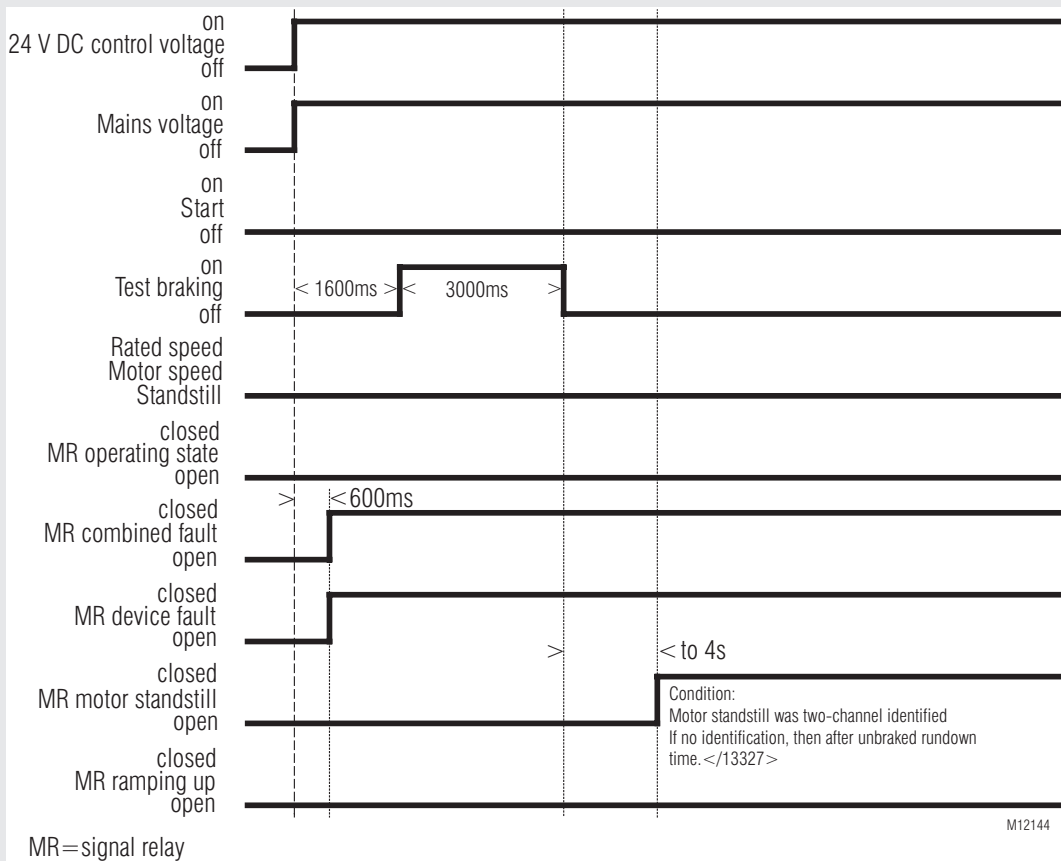 on
24 V DC control voltage
off
on
Mains voltage
off
on
Start
off
on
Test braking
off
< 1600ms >< 3000ms >
Rated speed
Motor speed
Standstill
closed
MR operating state
open
> < 600ms
closed
MR combined fault
open
closed
MR device fault
open
> < to 4s
closed
MR motor standstill
open
Condition:
Motor standstill was two-channel identified
If no identification, then after unbraked rundown
time.</13327>
closed
MR ramping up
open
M12144
MR=signal relay